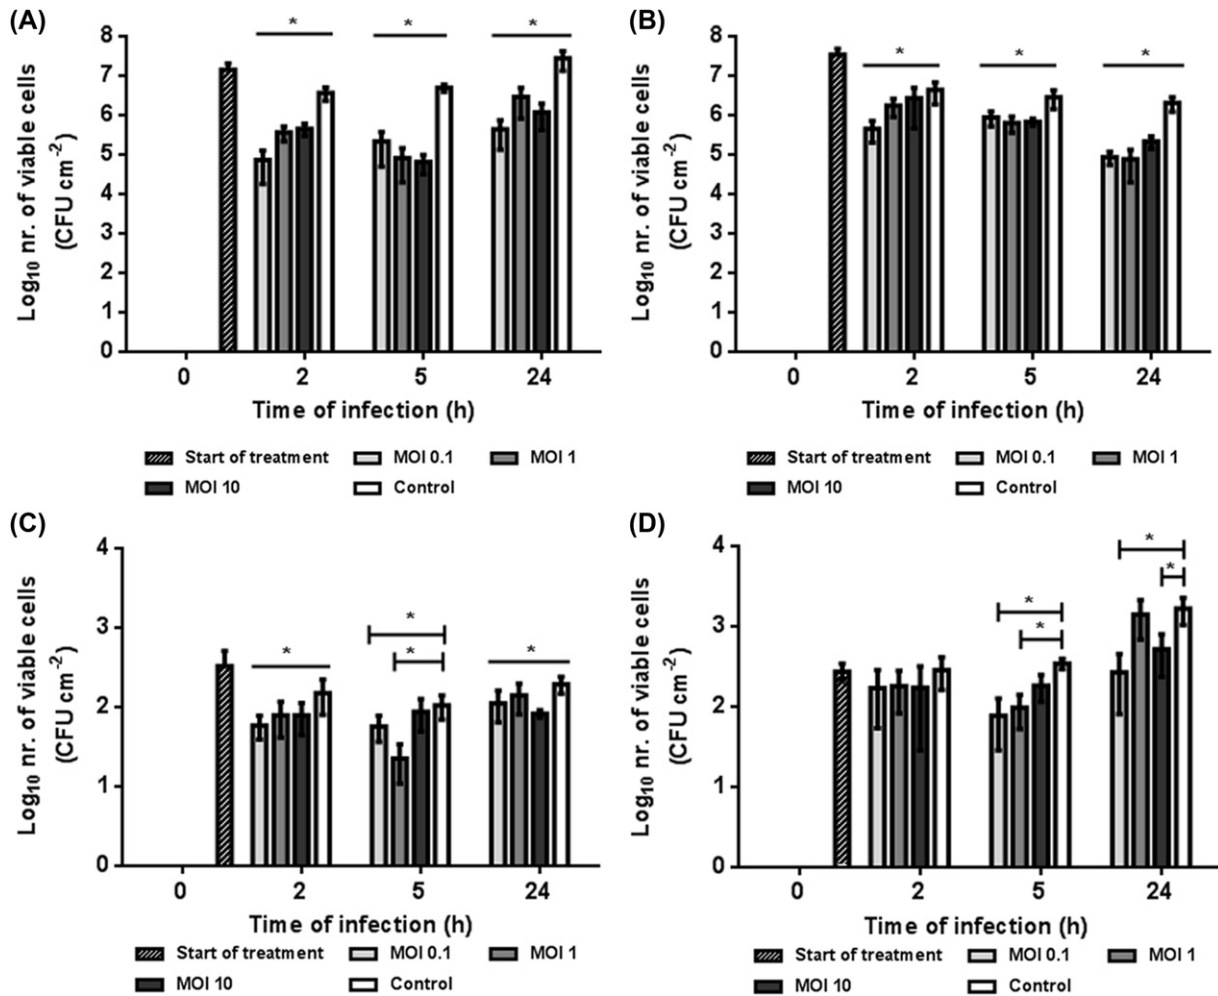 (A)
Log10 nr. of viable cells
(CFU cm-2)
8
7
6
5
4
3
2
1
0
*
*
*
0 2 5 24
Time of infection (h)
Start of treatment MOI 0.1 MOI 1
MOI 10 Control
(B)
Log10 nr. of viable cells
(CFU cm-2)
8
7
6
5
4
3
2
1
0
*
*
*
0 2 5 24
Time of infection (h)
Start of treatment MOI 0.1 MOI 1
MOI 10 Control
(C)
Log10 nr. of viable cells
(CFU cm-2)
4
3
2
1
0
*
*
*
*
0 2 5 24
Time of infection (h)
Start of treatment MOI 0.1 MOI 1
MOI 10 Control
(D)
Log10 nr. of viable cells
(CFU cm-2)
4
3
2
1
0
*
*
*
*
0 2 5 24
Time of infection (h)
Start of treatment MOI 0.1 MOI 1
MOI 10 Control